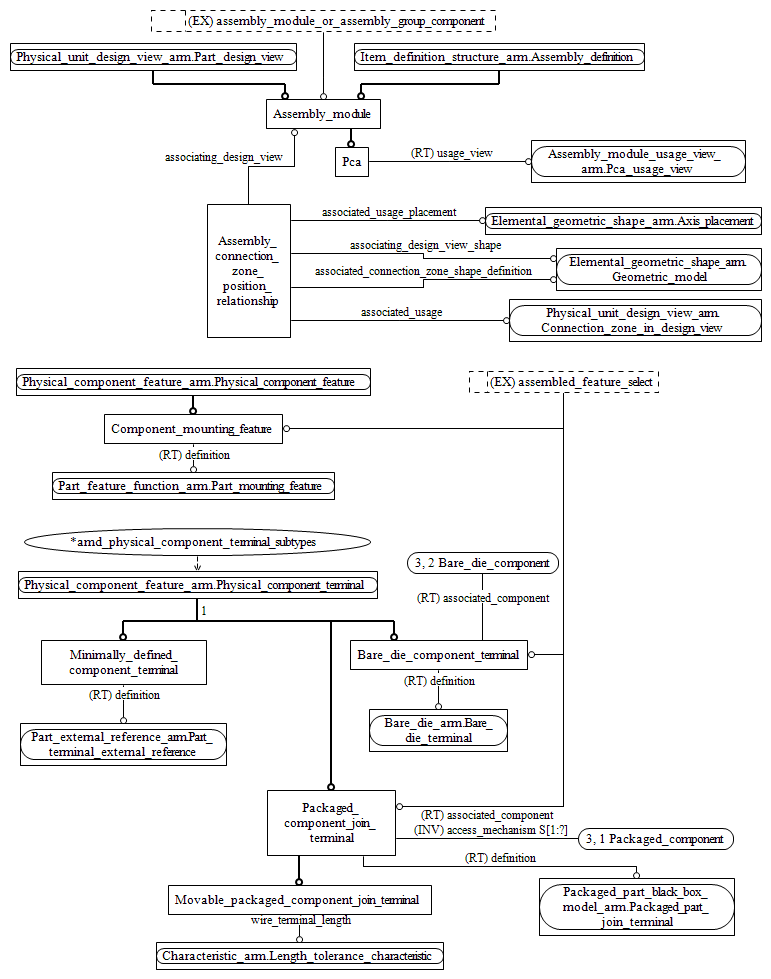 (EX) assembly_module_or_assembly_group_component
Physical_unit_design_view_arm.Part_design_view
Item_definition_structure_arm.Assembly_definition
Assembly_module
associating_design_view
Pca
(RT) usage_view
Assembly_module_usage_view_
arm.Pca_usage_view
Assembly_
connection_
zone_
position_
relationship
associated_usage_placement
Elemental_geometric_shape_arm.Axis_placement
associating_design_view_shape
associated_connection_zone_shape_definition
Elemental_geometric_shape_arm.
Geometric_model
associated_usage
Physical_unit_design_view_arm.
Connection_zone_in_design_view
Physical_component_feature_arm.Physical_component_feature
(EX) assembled_feature_select
Component_mounting_feature
(RT) definition
Part_feature_function_arm.Part_mounting_feature
*amd_physical_component_terminal_subtypes
3, 2 Bare_die_component
Physical_component_feature_arm.Physical_component_terminal
(RT) associated_component
1
Minimally_defined_
component_terminal
Bare_die_component_terminal
(RT) definition
(RT) definition
Part_external_reference_arm.Part_
terminal_external_reference
Bare_die_arm.Bare_
die_terminal
Packaged_
component_join_
terminal
(RT) associated_component
(INV) access_mechanism S[1:?]
3, 1 Packaged_component
(RT) definition
Movable_packaged_component_join_terminal
Packaged_part_black_box_
model_arm.Packaged_part_
join_terminal
wire_terminal_length
Characteristic_arm.Length_tolerance_characteristic